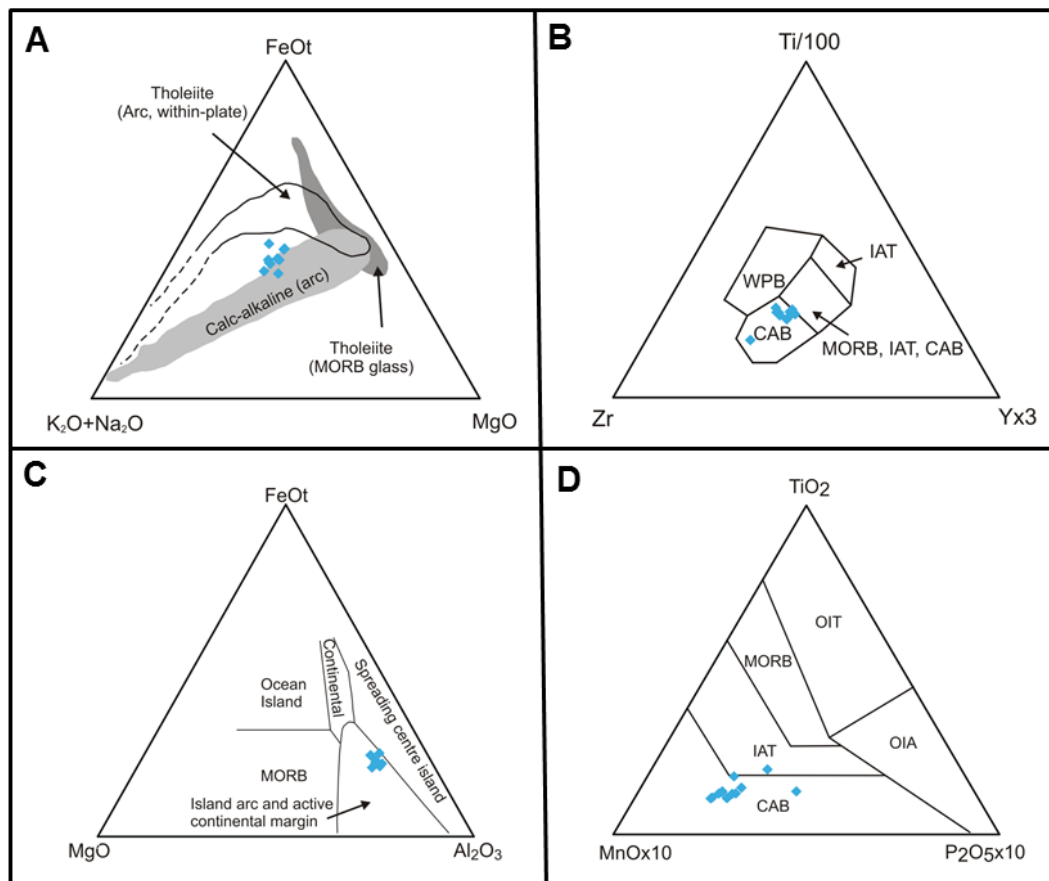 A
FeOt
Tholeiite
(Arc, within-plate)
Calc-alkaline (arc)
Tholeiite
(MORB glass)
K₂O+Na₂O
MgO
B
Ti/100
IAT
WPB
CAB
MORB, IAT, CAB
Zr
Yx3
C
FeOt
Continental
Spreading centre island
Ocean
Island
MORB
Island arc and active
continental margin
MgO
Al₂O₃
D
TiO₂
OIT
MORB
IAT
OIA
CAB
MnOx10
P₂O₅x10